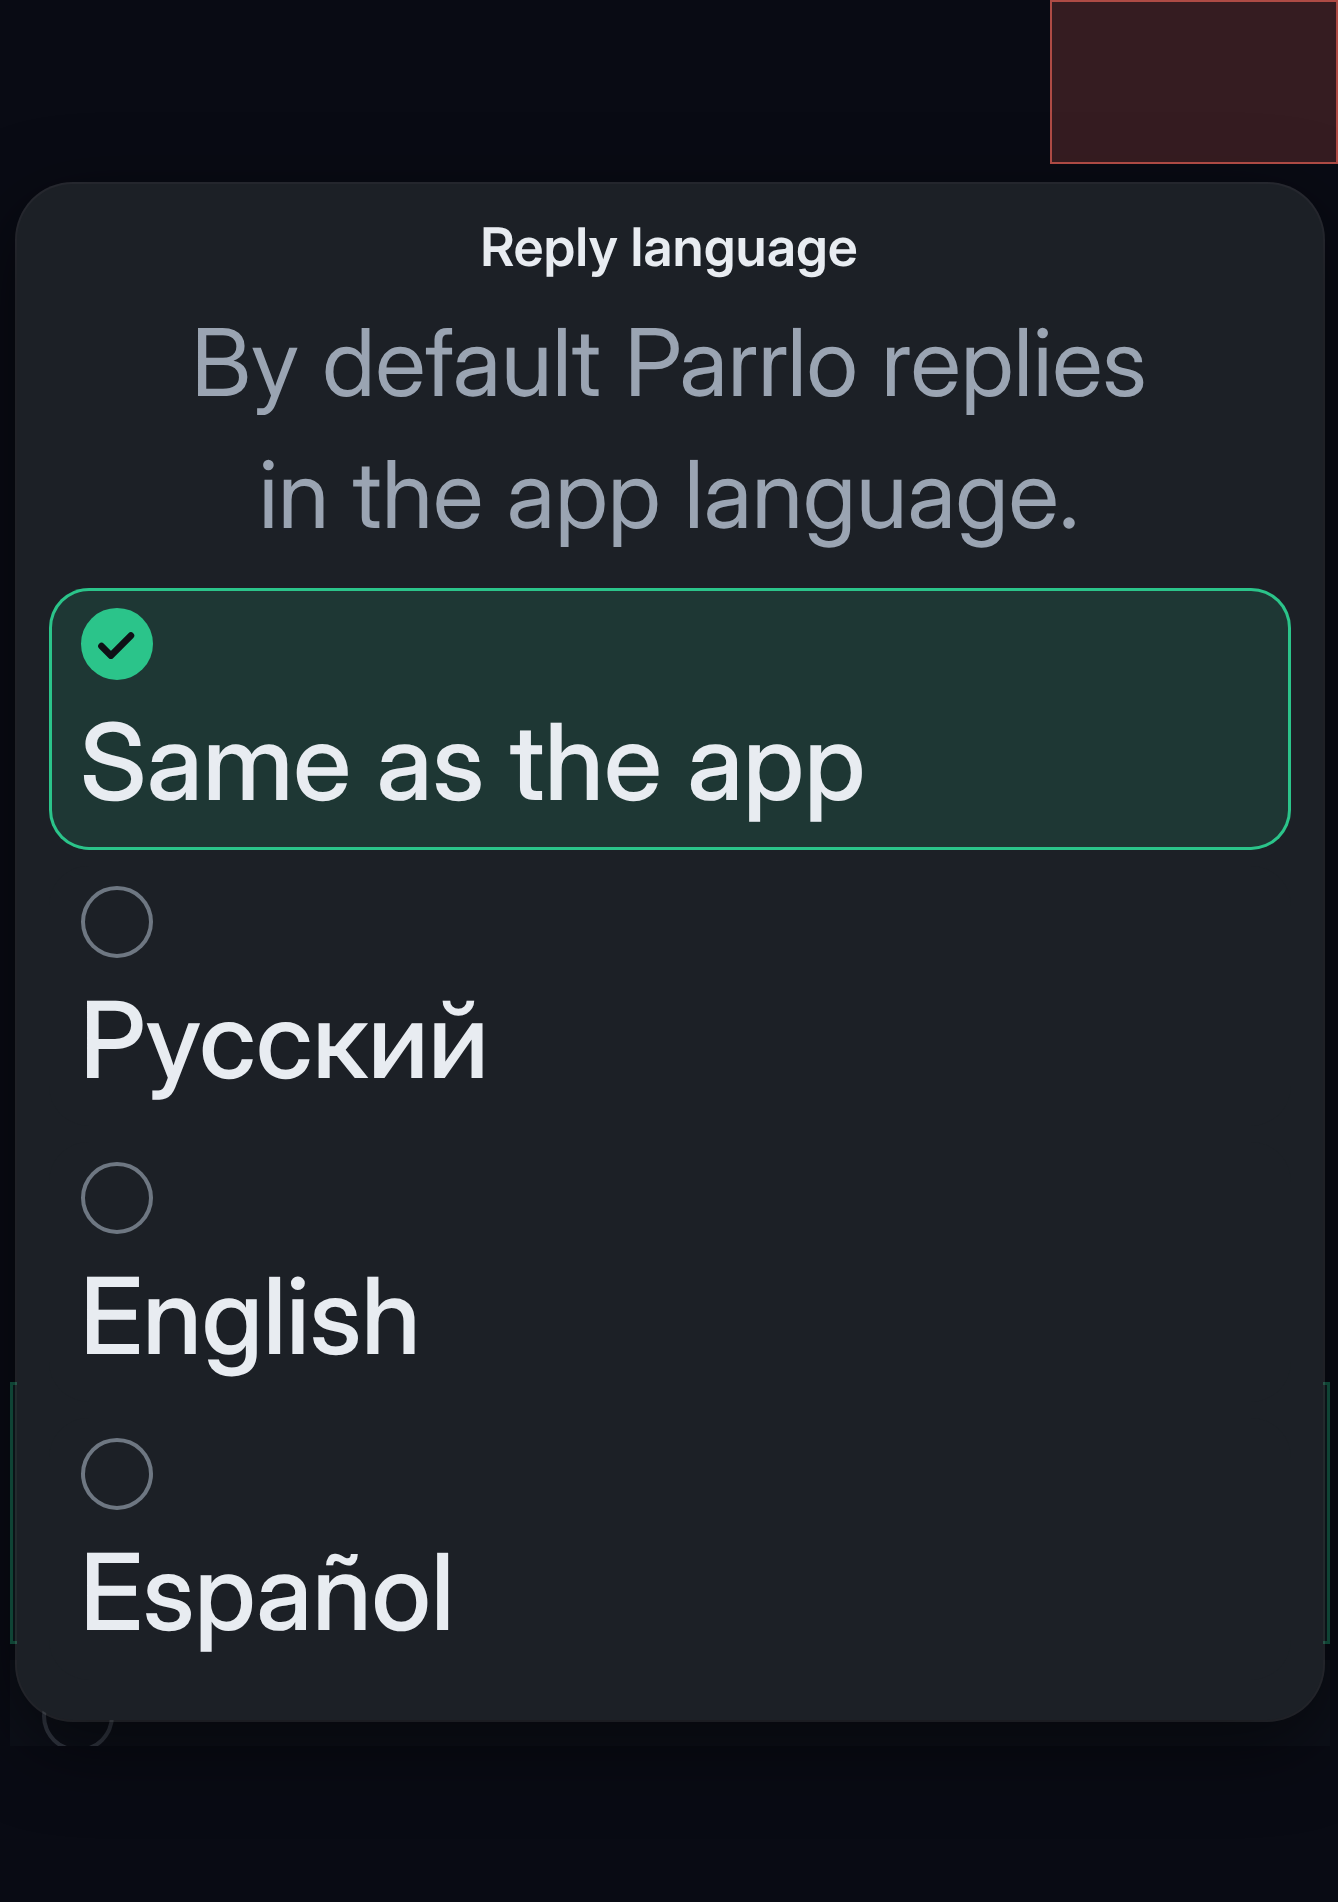 Reply language
By default Parrlo replies
in the app language.
Same as the app
Русский
English
Español